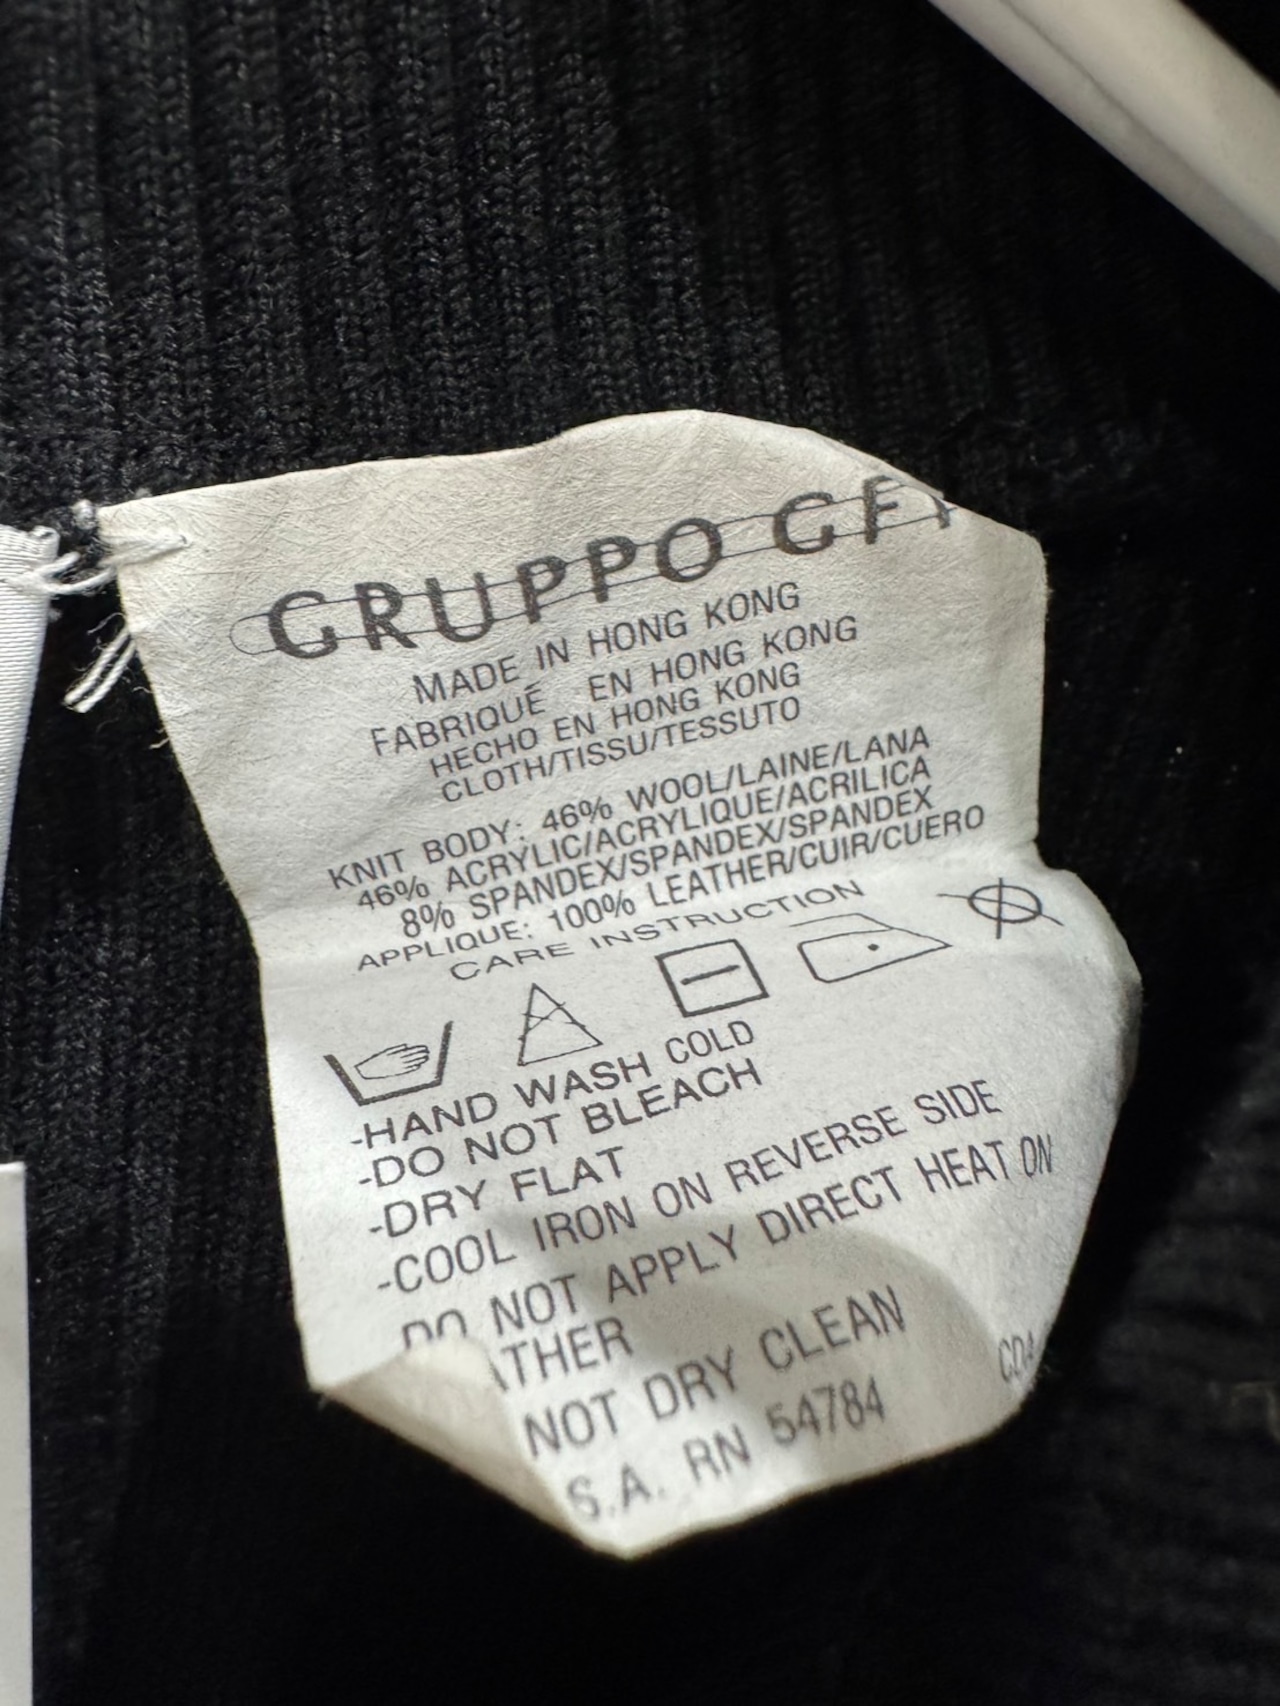 GRUPPO GFT
MADE IN HONG KONG
FABRIQUÉ EN HONG KONG
HECHO EN HONG KONG
CLOTH/TISSU/TESSUTO
KNIT BODY: 46% WOOL/LAINE/LANA
46% ACRYLIC/ACRYLIQUE/ACRILICA
8% SPANDEX/SPANDEX/SPANDEX
APPLIQUE: 100% LEATHER/CUIR/CUERO
CARE INSTRUCTION
-HAND WASH COLD
-DO NOT BLEACH
-DRY FLAT
-COOL IRON ON REVERSE SIDE
DO NOT APPLY DIRECT HEAT ON
ATHER
NOT DRY CLEAN
S.A. RN 54784